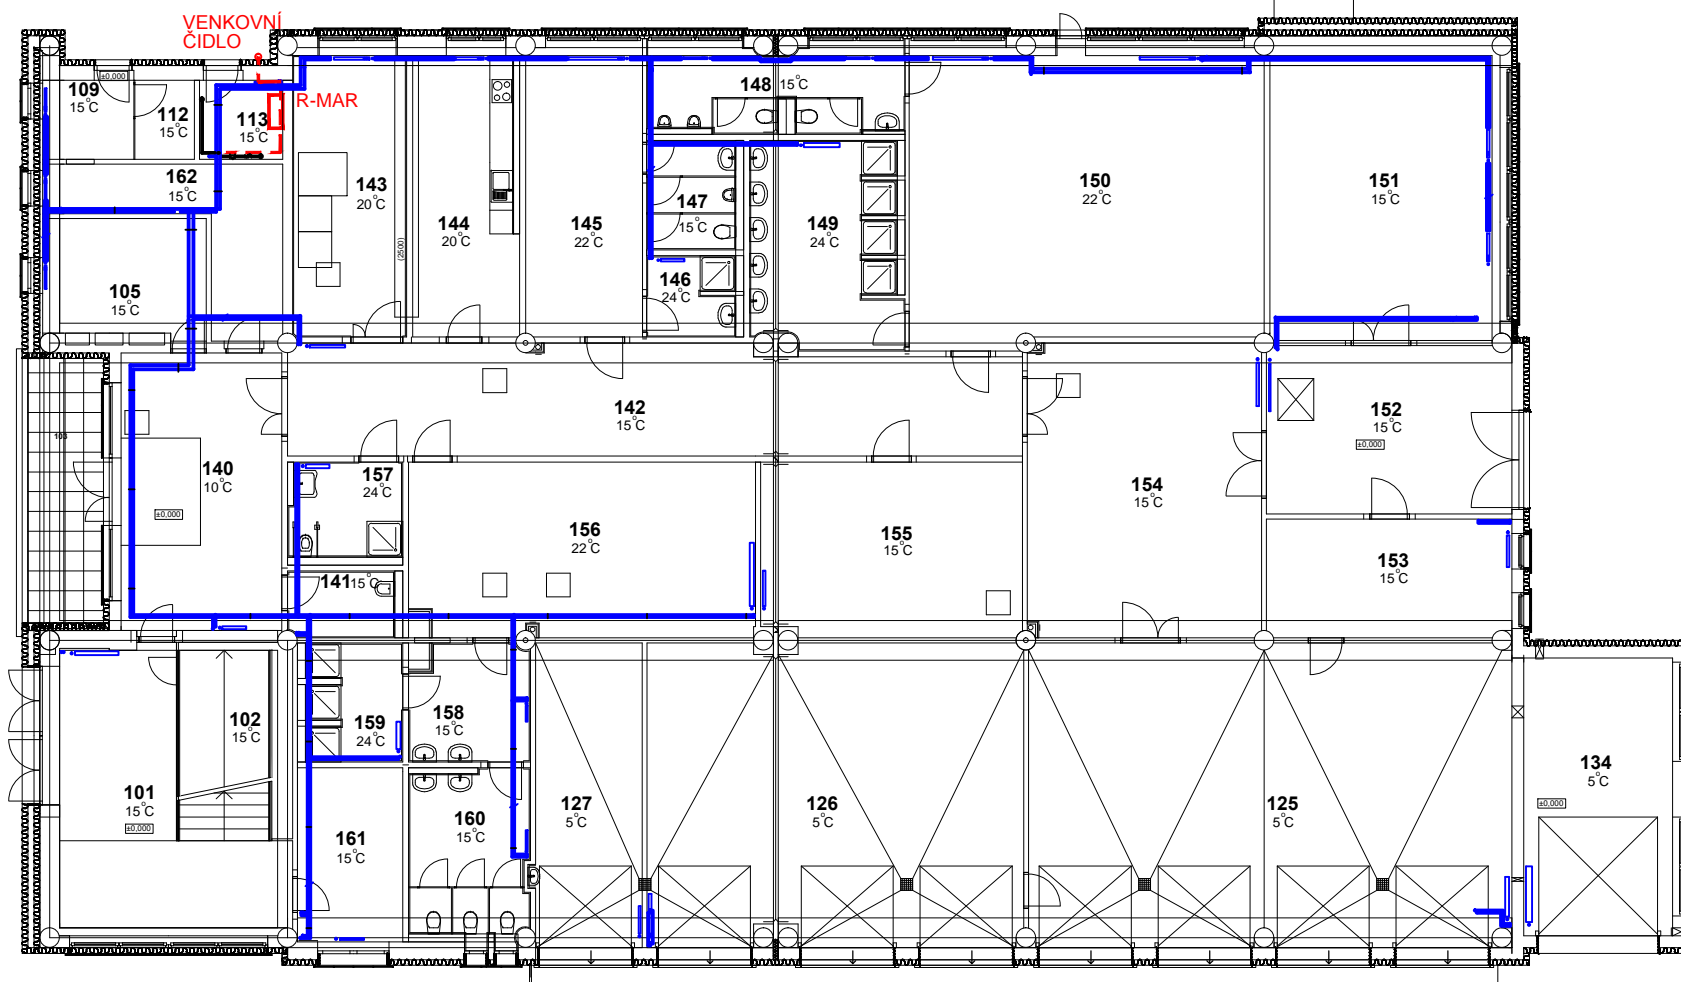 VENKOVNÍ
ČIDLO
R-MAR
±0,000
109
15°C
112
15°C
113
15°C
162
15°C
105
15°C
143
20°C
(2500)
144
20°C
145
22°C
148 15°C
147
15°C
146
24°C
149
24°C
150
22°C
151
15°C
142
15°C
152
15°C
±0,000
103
140
10°C
±0,000
157
24°C
141 15°C
156
22°C
155
15°C
154
15°C
153
15°C
102
15°C
101
15°C
±0,000
159
24°C
158
15°C
161
15°C
160
15°C
127
5°C
126
5°C
125
5°C
134
5°C
±0,000